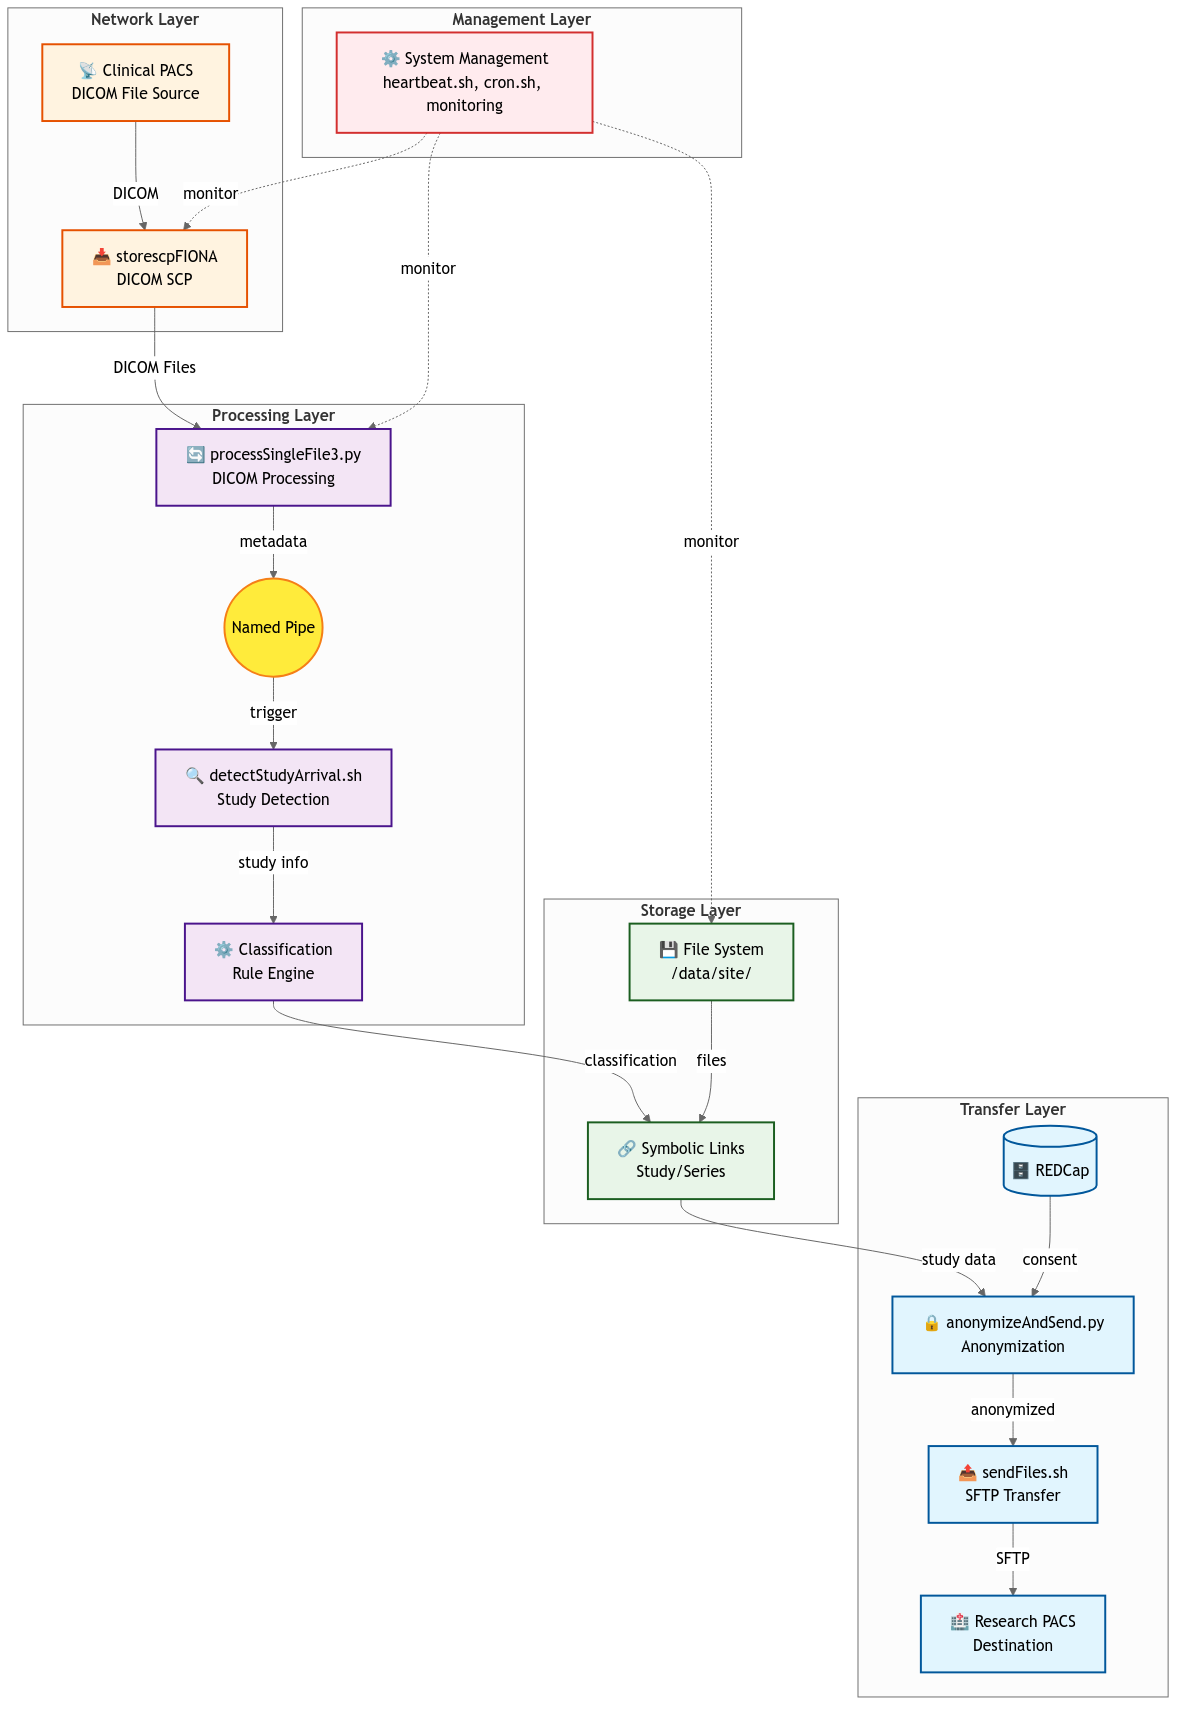 Network Layer
📡 Clinical PACS
DICOM File Source
DICOM
📥 storescpFIONA
DICOM SCP
Management Layer
⚙️ System Management
heartbeat.sh, cron.sh,
monitoring
monitor
monitor
monitor
DICOM Files
Processing Layer
🔄 processSingleFile3.py
DICOM Processing
metadata
Named Pipe
trigger
🔍 detectStudyArrival.sh
Study Detection
study info
⚙️ Classification
Rule Engine
classification
Storage Layer
💾 File System
/data/site/
files
🔗 Symbolic Links
Study/Series
study data
Transfer Layer
🗄️ REDCap
consent
🔒 anonymizeAndSend.py
Anonymization
anonymized
📤 sendFiles.sh
SFTP Transfer
SFTP
🏥 Research PACS
Destination